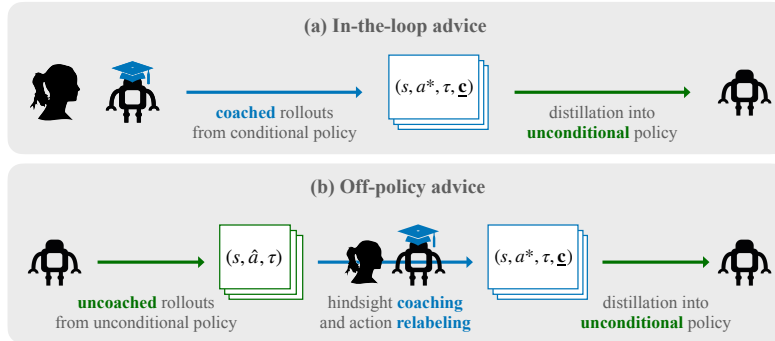 (a) In-the-loop advice
(s, a*, τ, c)
coached rollouts
from conditional policy
distillation into
unconditional policy
(b) Off-policy advice
(s, â, τ)
(s, a*, τ, c)
uncoached rollouts
from unconditional policy
hindsight coaching
and action relabeling
distillation into
unconditional policy